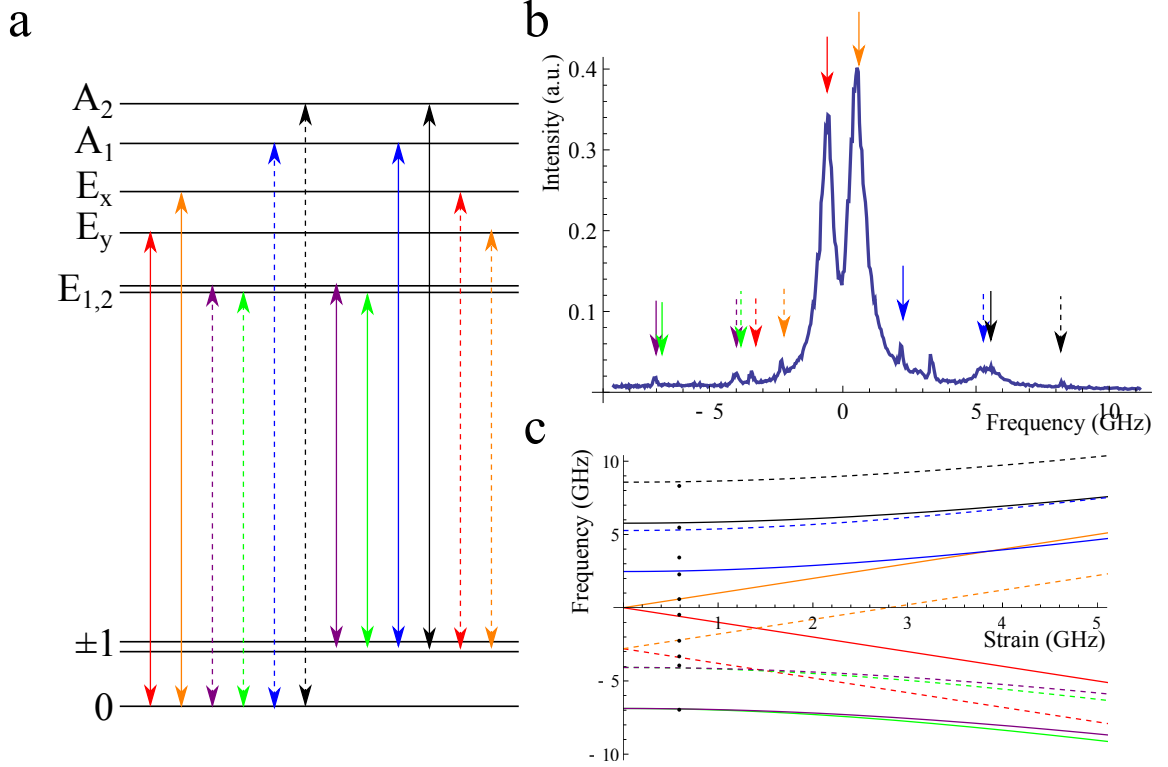 a
A₂
A₁
Eₓ
Eᵧ
E₁,₂
±1
0
b
Intensity (a.u.)
0.4
0.3
0.2
0.1
- 5
0
5
10
Frequency (GHz)
c
Frequency (GHz)
10
5
- 5
- 10
1
2
3
4
5
Strain (GHz)